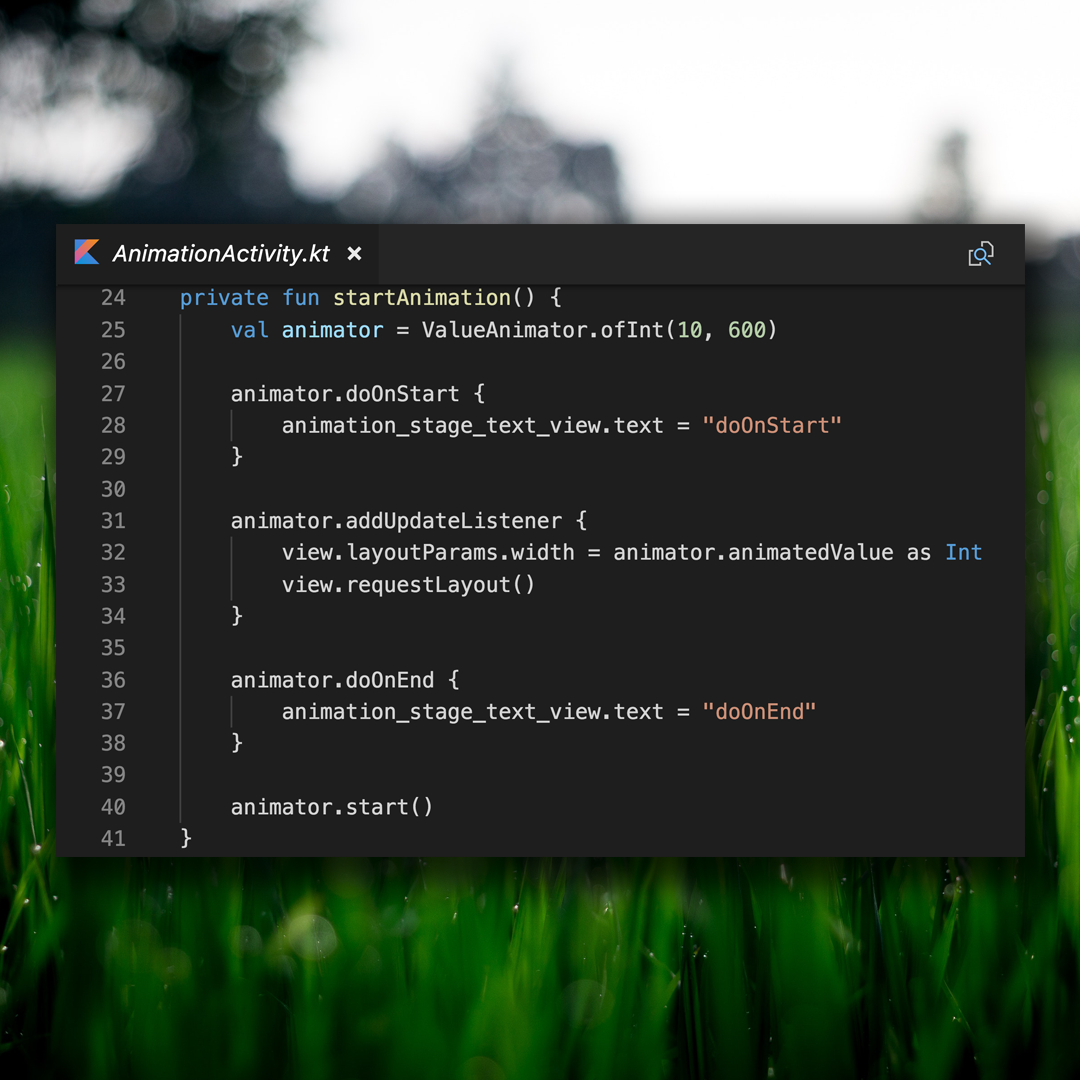 AnimationActivity.kt ×
24 private fun startAnimation() {
25 val animator = ValueAnimator.ofInt(10, 600)
26
27 animator.doOnStart {
28 animation_stage_text_view.text = "doOnStart"
29 }
30
31 animator.addUpdateListener {
32 view.layoutParams.width = animator.animatedValue as Int
33 view.requestLayout()
34 }
35
36 animator.doOnEnd {
37 animation_stage_text_view.text = "doOnEnd"
38 }
39
40 animator.start()
41 }